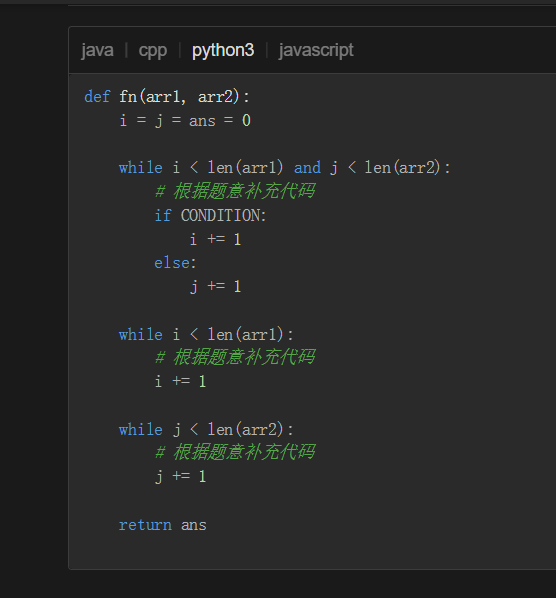 java | cpp | python3 | javascript
def fn(arr1, arr2):
    i = j = ans = 0
    while i < len(arr1) and j < len(arr2):
        # 根据题意补充代码
        if CONDITION:
            i += 1
        else:
            j += 1
    while i < len(arr1):
        # 根据题意补充代码
        i += 1
    while j < len(arr2):
        # 根据题意补充代码
        j += 1
    return ans